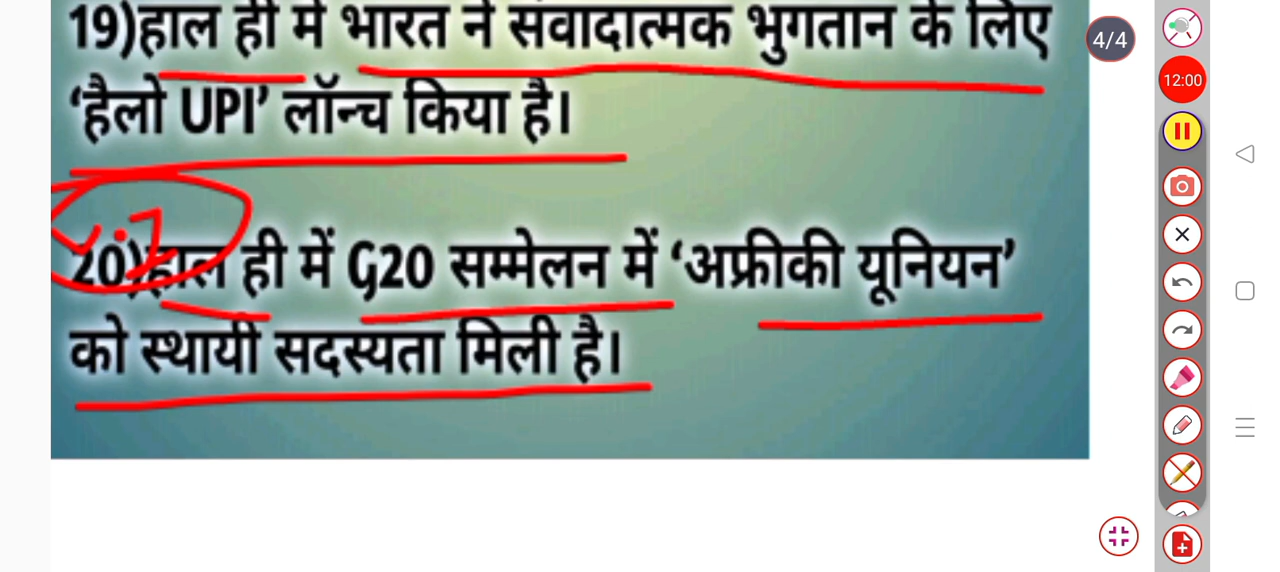 19)हाल ही में भारत ने संवादात्मक भुगतान के लिए
4/4
12:00
'हैलो UPI' लॉन्च किया है।
20)हाल ही में G20 सम्मेलन में 'अफ्रीकी यूनियन'
को स्थायी सदस्यता मिली है।